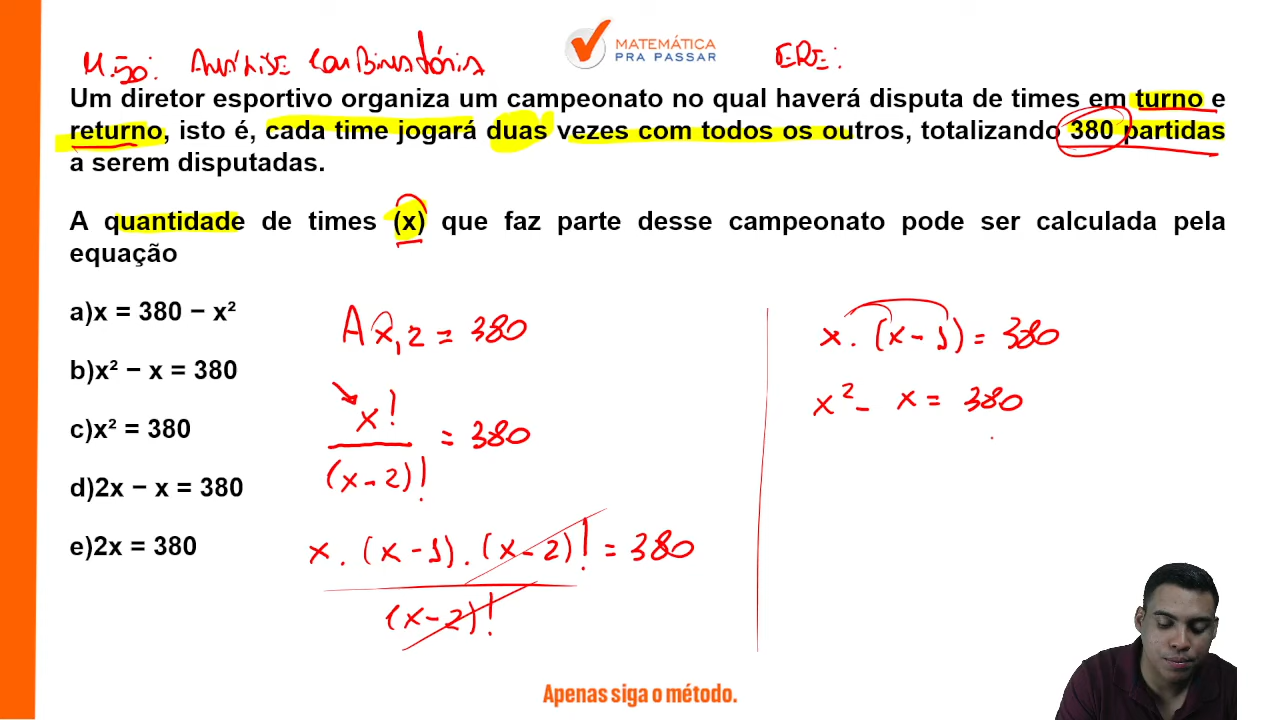 MATEMÁTICA
PRA PASSAR
M.50: ANÁLISE COMBINATÓRIA
Um diretor esportivo organiza um campeonato no qual haverá disputa de times em turno e
returno, isto é, cada time jogará duas vezes com todos os outros, totalizando 380 partidas
a serem disputadas.
A quantidade de times (x) que faz parte desse campeonato pode ser calculada pela
equação
a)x = 380 − x²
b)x² − x = 380
c)x² = 380
d)2x − x = 380
e)2x = 380
A x,2 = 380
x! / (x-2)! = 380
x . (x-1) . (x-2)! = 380
(x-2)!
x . (x-1) = 380
x² - x = 380
Apenas siga o método.